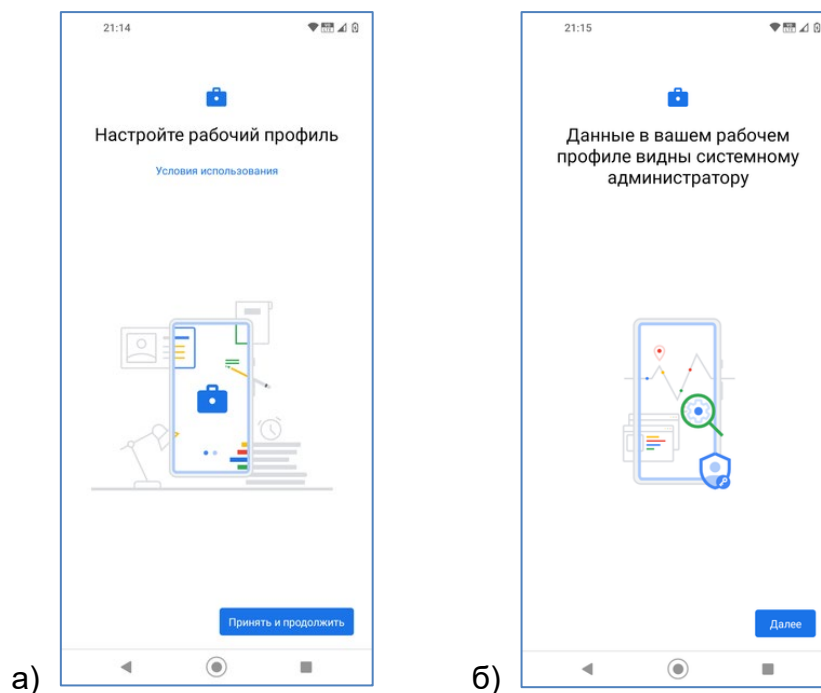 21:14
Настройте рабочий профиль
Условия использования
Принять и продолжить
а)
21:15
Данные в вашем рабочем
профиле видны системному
администратору
Далее
б)